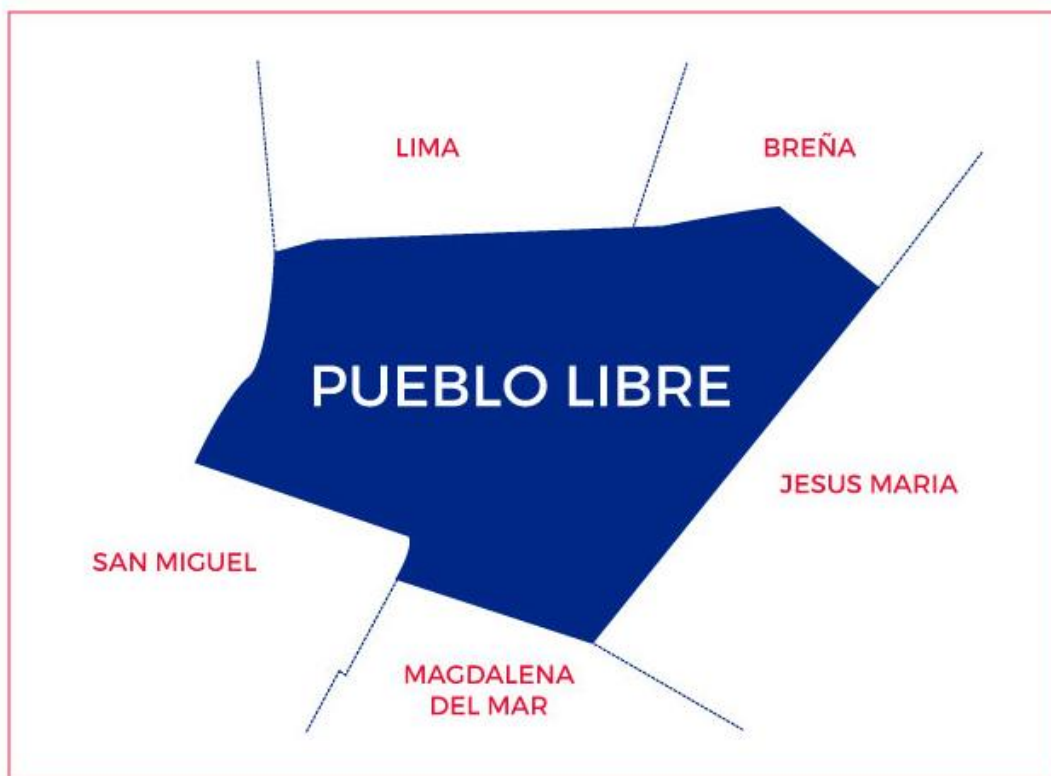 LIMA
BREÑA
PUEBLO LIBRE
JESUS MARIA
SAN MIGUEL
MAGDALENA
DEL MAR